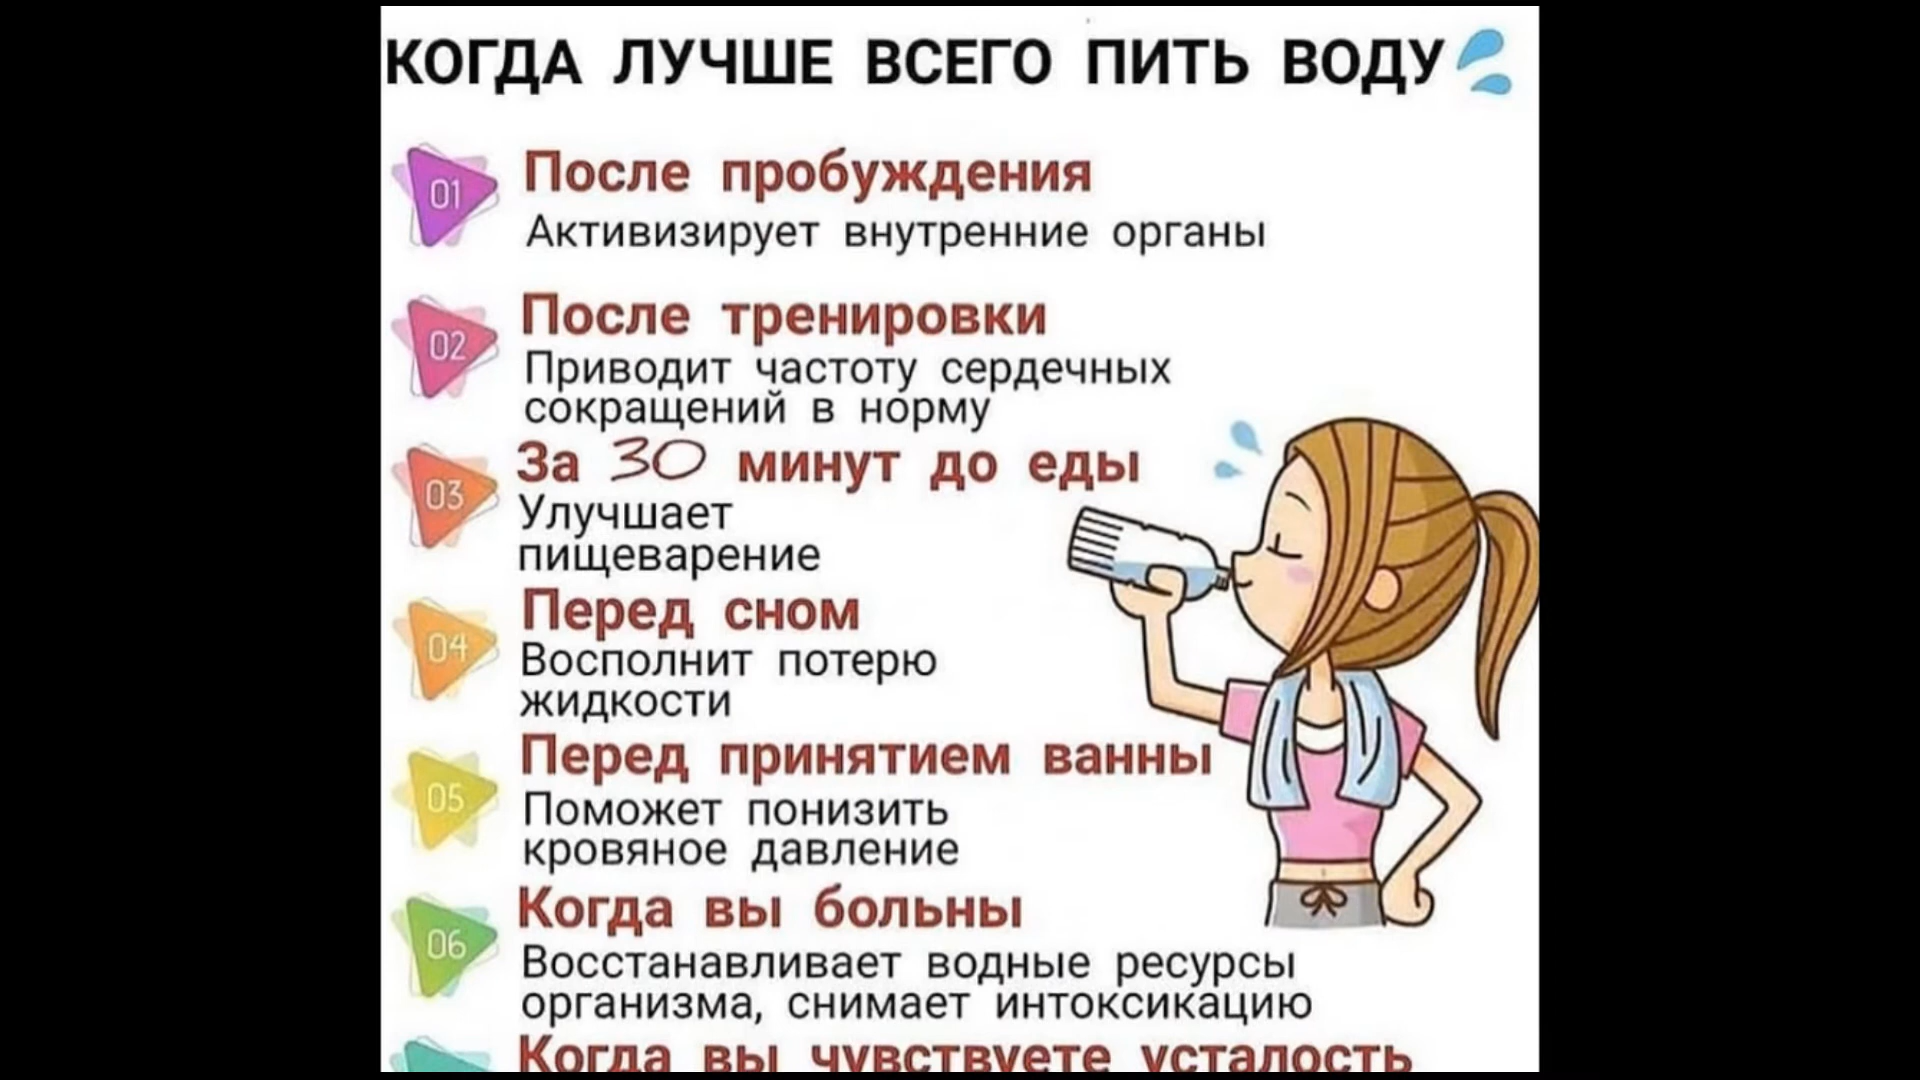 КОГДА ЛУЧШЕ ВСЕГО ПИТЬ ВОДУ
01 После пробуждения
Активизирует внутренние органы
02 После тренировки
Приводит частоту сердечных
сокращений в норму
03 За 30 минут до еды
Улучшает
пищеварение
04 Перед сном
Восполнит потерю
жидкости
05 Перед принятием ванны
Поможет понизить
кровяное давление
06 Когда вы больны
Восстанавливает водные ресурсы
организма, снимает интоксикацию
Когда вы чувствуете усталость